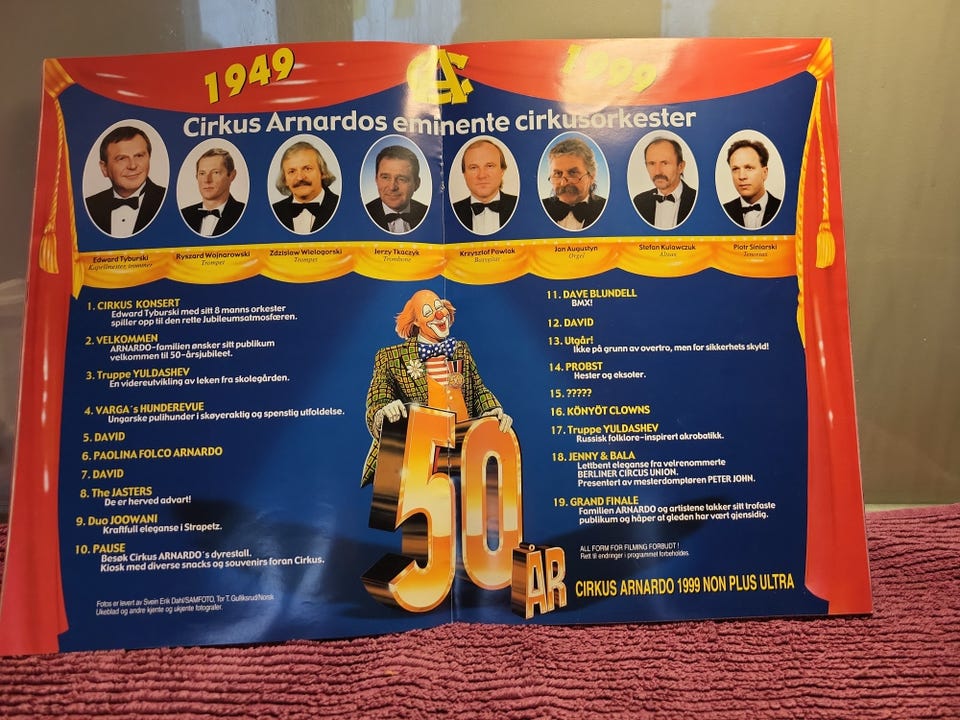 1949
CA
1999
Cirkus Arnardos eminente cirkusorkester
Edward Tyburski
Kapellmester, trommer
Ryszard Wojnarowski
Trompet
Zdzislaw Wielogorski
Trompet
Jerzy Tkaczyk
Trombone
Krzysztof Pawlak
Jan Augustyn
Orgel
Stefan Kulawczuk
Altsax
Piotr Siniarski
Tenorsax
1. CIRKUS KONSERT
Edward Tyburski med sitt 8 manns orkester
spiller opp til den rette Jubileumsatmosfæren.
2. VELKOMMEN
ARNARDO-familien ønsker sitt publikum
velkommen til 50-årsjubileet.
3. Truppe YULDASHEV
En videreutvikling av leken fra skolegården.
4. VARGA´s HUNDEREVUE
Ungarske pulihunder i skøyeraktig og spenstig utfoldelse.
5. DAVID
6. PAOLINA FOLCO ARNARDO
7. DAVID
8. The JASTERS
De er herved advart!
9. Duo JOOWANI
Kraftfull eleganse i Strapetz.
10. PAUSE
Besøk Cirkus ARNARDO´s dyrestall.
Kiosk med diverse snacks og souvenirs foran Cirkus.
Fotos er levert av Svein Erik Dahl/SAMFOTO, Tor T. Gulliksrud/Norsk
Ukeblad og andre kjente og ukjente fotografer.
50
ÅR
11. DAVE BLUNDELL
BMX!
12. DAVID
13. Utgår!
Ikke på grunn av overtro, men for sikkerhets skyld!
14. PROBST
Hester og eksoter.
15. ?????
16. KÖNYÖT CLOWNS
17. Truppe YULDASHEV
Russisk folklore-inspirert akrobatikk.
18. JENNY & BALA
Lettbent eleganse fra velrenommerte
BERLINER CIRCUS UNION.
Presentert av mesterdomptøren PETER JOHN.
19. GRAND FINALE
Familien ARNARDO og artistene takker sitt trofaste
publikum og håper at gleden har vært gjensidig.
ALL FORM FOR FILMING FORBUDT !
Rett til endringer i programmet forbeholdes.
CIRKUS ARNARDO 1999 NON PLUS ULTRA